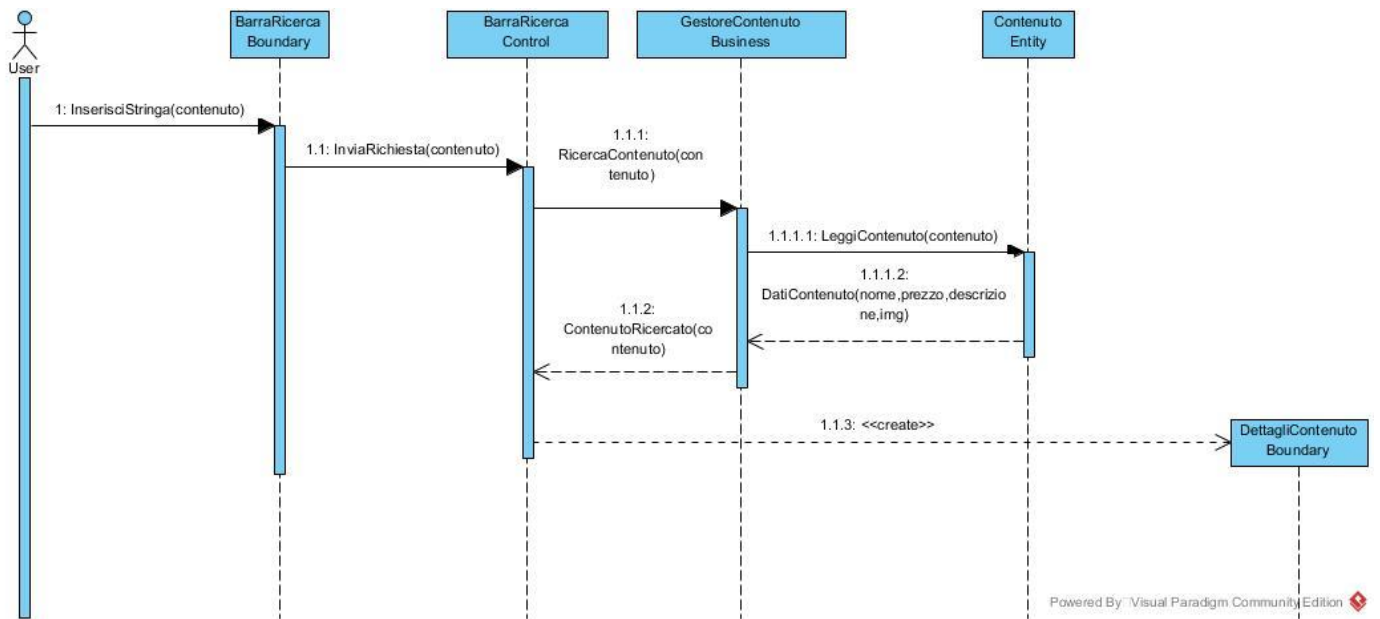 User
BarraRicerca
Boundary
BarraRicerca
Control
GestoreContenuto
Business
Contenuto
Entity
1: InserisciStringa(contenuto)
1.1: InviaRichiesta(contenuto)
1.1.1:
RicercaContenuto(con
tenuto)
1.1.1.1: LeggiContenuto(contenuto)
1.1.1.2:
DatiContenuto(nome,prezzo,descrizio
ne,img)
1.1.2:
ContenutoRicercato(co
ntenuto)
1.1.3: <<create>>
DettagliContenuto
Boundary
Powered By Visual Paradigm Community Edition